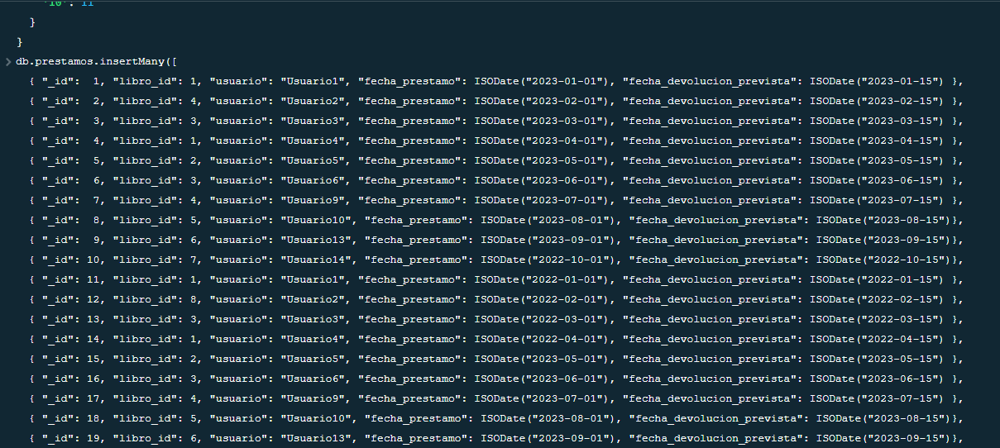 "10": 11
}
}
db.prestamos.insertMany([
{ "_id":  1, "libro_id": 1, "usuario": "Usuario1", "fecha_prestamo": ISODate("2023-01-01"), "fecha_devolucion_prevista": ISODate("2023-01-15") },
{ "_id":  2, "libro_id": 4, "usuario": "Usuario2", "fecha_prestamo": ISODate("2023-02-01"), "fecha_devolucion_prevista": ISODate("2023-02-15") },
{ "_id":  3, "libro_id": 3, "usuario": "Usuario3", "fecha_prestamo": ISODate("2023-03-01"), "fecha_devolucion_prevista": ISODate("2023-03-15") },
{ "_id":  4, "libro_id": 1, "usuario": "Usuario4", "fecha_prestamo": ISODate("2023-04-01"), "fecha_devolucion_prevista": ISODate("2023-04-15") },
{ "_id":  5, "libro_id": 2, "usuario": "Usuario5", "fecha_prestamo": ISODate("2023-05-01"), "fecha_devolucion_prevista": ISODate("2023-05-15") },
{ "_id":  6, "libro_id": 3, "usuario": "Usuario6", "fecha_prestamo": ISODate("2023-06-01"), "fecha_devolucion_prevista": ISODate("2023-06-15") },
{ "_id":  7, "libro_id": 4, "usuario": "Usuario9", "fecha_prestamo": ISODate("2023-07-01"), "fecha_devolucion_prevista": ISODate("2023-07-15") },
{ "_id":  8, "libro_id": 5, "usuario": "Usuario10", "fecha_prestamo": ISODate("2023-08-01"), "fecha_devolucion_prevista": ISODate("2023-08-15")},
{ "_id":  9, "libro_id": 6, "usuario": "Usuario13", "fecha_prestamo": ISODate("2023-09-01"), "fecha_devolucion_prevista": ISODate("2023-09-15")},
{ "_id": 10, "libro_id": 7, "usuario": "Usuario14", "fecha_prestamo": ISODate("2022-10-01"), "fecha_devolucion_prevista": ISODate("2022-10-15")},
{ "_id": 11, "libro_id": 1, "usuario": "Usuario1", "fecha_prestamo": ISODate("2022-01-01"), "fecha_devolucion_prevista": ISODate("2022-01-15") },
{ "_id": 12, "libro_id": 8, "usuario": "Usuario2", "fecha_prestamo": ISODate("2022-02-01"), "fecha_devolucion_prevista": ISODate("2022-02-15") },
{ "_id": 13, "libro_id": 3, "usuario": "Usuario3", "fecha_prestamo": ISODate("2022-03-01"), "fecha_devolucion_prevista": ISODate("2022-03-15") },
{ "_id": 14, "libro_id": 1, "usuario": "Usuario4", "fecha_prestamo": ISODate("2022-04-01"), "fecha_devolucion_prevista": ISODate("2022-04-15") },
{ "_id": 15, "libro_id": 2, "usuario": "Usuario5", "fecha_prestamo": ISODate("2023-05-01"), "fecha_devolucion_prevista": ISODate("2023-05-15") },
{ "_id": 16, "libro_id": 3, "usuario": "Usuario6", "fecha_prestamo": ISODate("2023-06-01"), "fecha_devolucion_prevista": ISODate("2023-06-15") },
{ "_id": 17, "libro_id": 4, "usuario": "Usuario9", "fecha_prestamo": ISODate("2023-07-01"), "fecha_devolucion_prevista": ISODate("2023-07-15") },
{ "_id": 18, "libro_id": 5, "usuario": "Usuario10", "fecha_prestamo": ISODate("2023-08-01"), "fecha_devolucion_prevista": ISODate("2023-08-15")},
{ "_id": 19, "libro_id": 6, "usuario": "Usuario13", "fecha_prestamo": ISODate("2023-09-01"), "fecha_devolucion_prevista": ISODate("2023-09-15")},